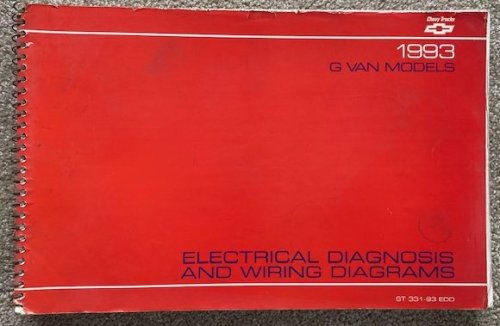 Chevy Trucks
1993
G VAN MODELS
ELECTRICAL DIAGNOSIS
AND WIRING DIAGRAMS
ST 331-93 EDD